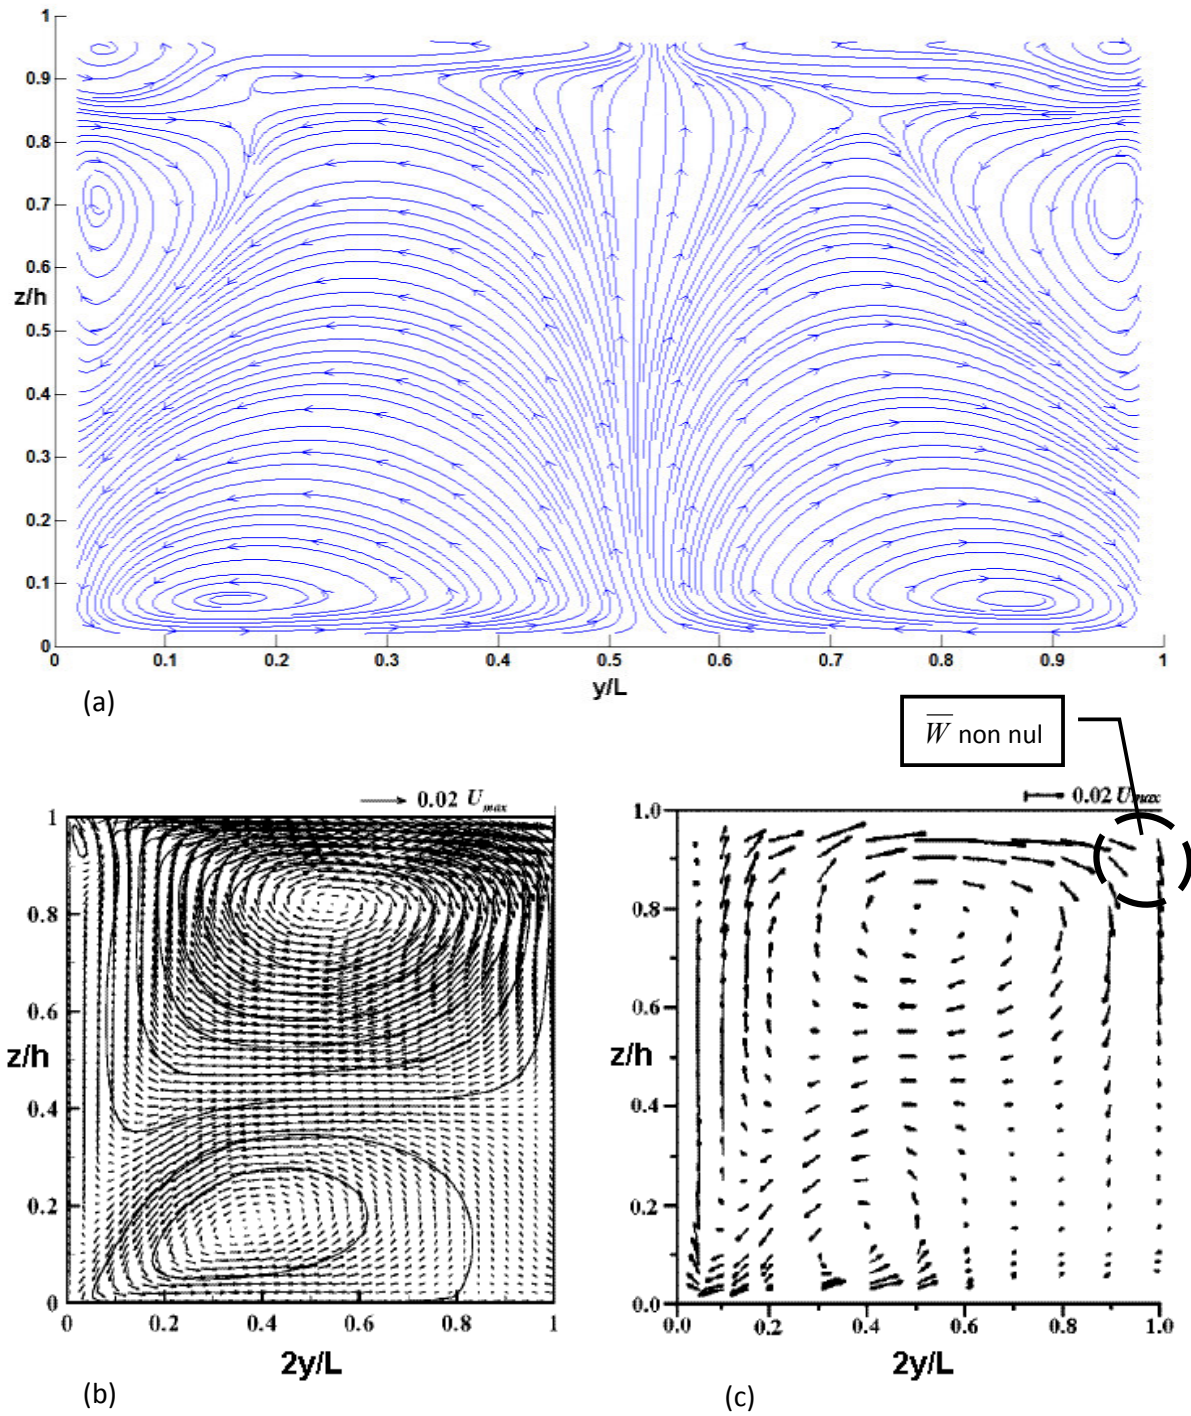 1
0.9
0.8
0.7
0.6
z/h
0.5
0.4
0.3
0.2
0.1
0
0 0.1 0.2 0.3 0.4 0.5 0.6 0.7 0.8 0.9 1
y/L
(a)
W̅ non nul
0.02 Umax
1
0.8
0.6
z/h
0.4
0.2
0
0 0.2 0.4 0.6 0.8 1
2y/L
(b)
0.02 Umax
1.0
0.8
0.6
z/h
0.4
0.2
0.0
0.0 0.2 0.4 0.6 0.8 1.0
2y/L
(c)